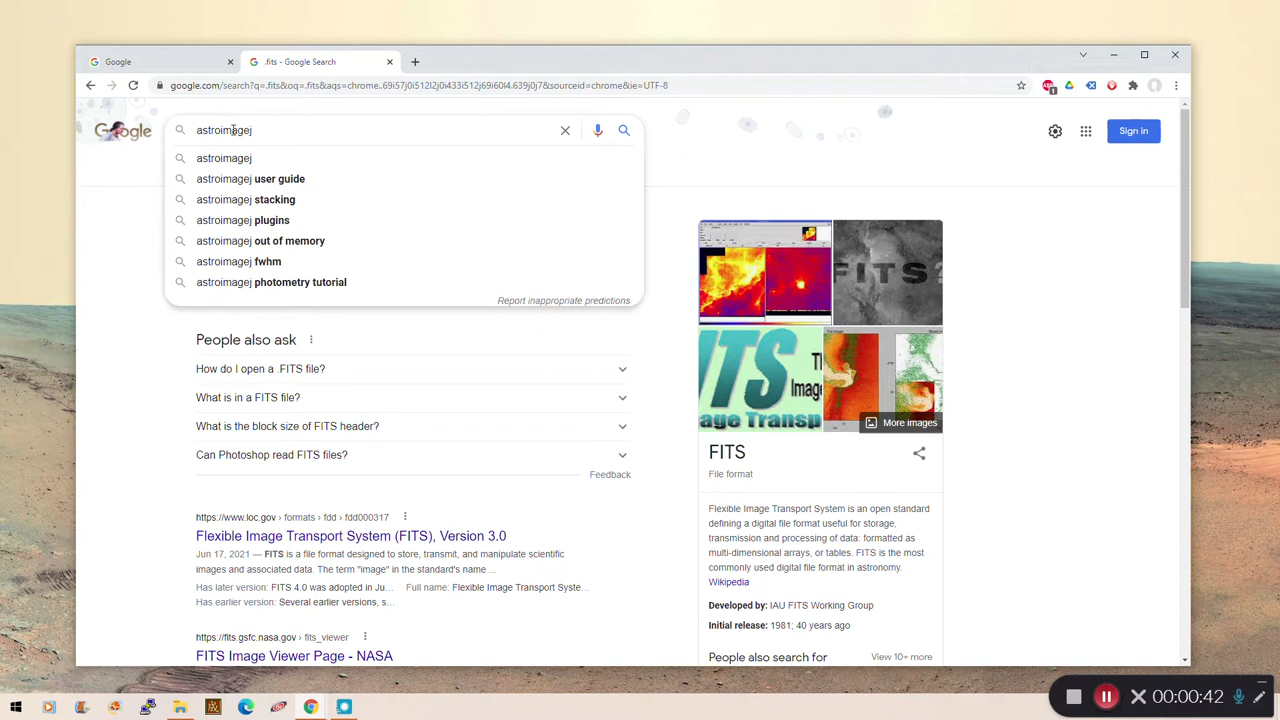 Google
.fits - Google Search
google.com/search?q=.fits&oq=.fits&aqs=chrome..69i57j0i512l2j0i433i512j69i60l4.639j0j7&sourceid=chrome&ie=UTF-8
Google
astroimagej
Sign in
astroimagej
astroimagej user guide
astroimagej stacking
astroimagej plugins
astroimagej out of memory
astroimagej fwhm
astroimagej photometry tutorial
Report inappropriate predictions
People also ask
How do I open a .FITS file?
What is in a FITS file?
What is the block size of FITS header?
Can Photoshop read FITS files?
Feedback
https://www.loc.gov › formats › fdd › fdd000317
Flexible Image Transport System (FITS), Version 3.0
Jun 17, 2021 — FITS is a file format designed to store, transmit, and manipulate scientific
images and associated data. The term "image" in the standard's name ...
Has later version: FITS 4.0 was adopted in Ju... Full name: Flexible Image Transport Syste...
Has earlier version: Several earlier versions, s...
https://fits.gsfc.nasa.gov › fits_viewer
FITS Image Viewer Page - NASA
FITS?
More images
FITS
File format
Flexible Image Transport System is an open standard
defining a digital file format useful for storage,
transmission and processing of data: formatted as
multi-dimensional arrays, or tables. FITS is the most
commonly used digital file format in astronomy.
Wikipedia
Developed by: IAU FITS Working Group
Initial release: 1981; 40 years ago
People also search for
View 10+ more
00:00:42